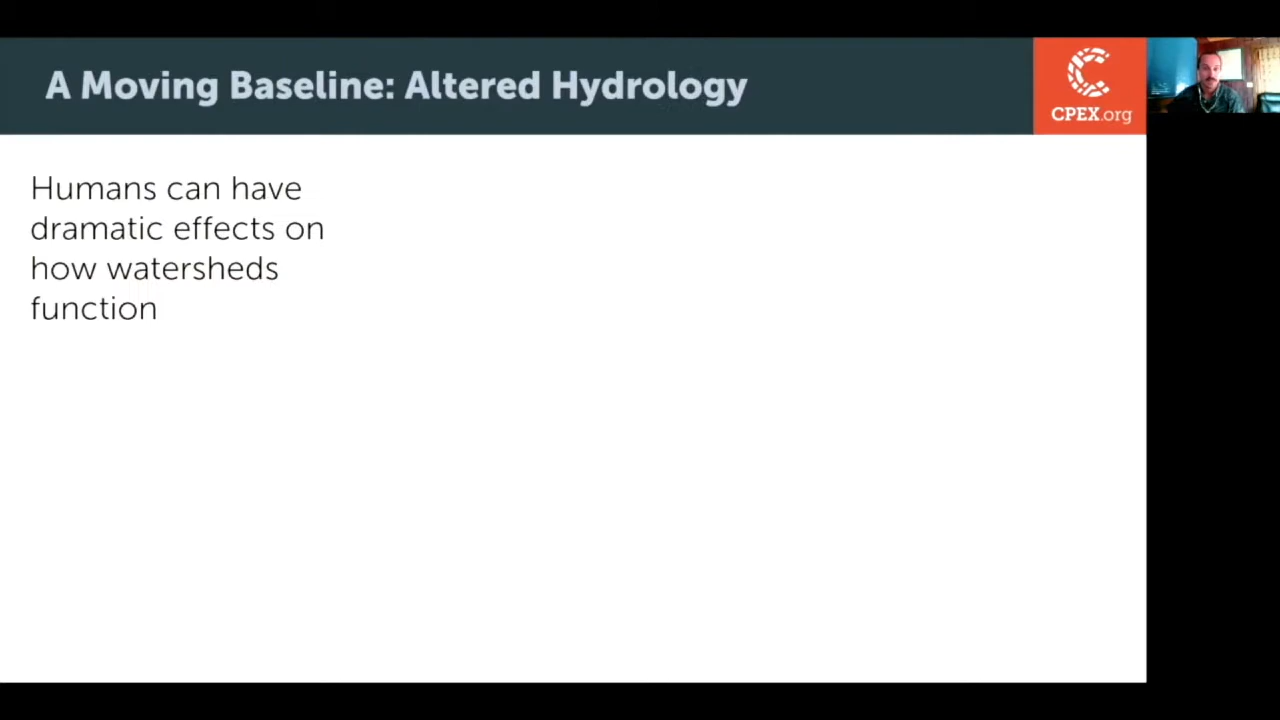 A Moving Baseline: Altered Hydrology
CPEX.org
Humans can have
dramatic effects on
how watersheds
function